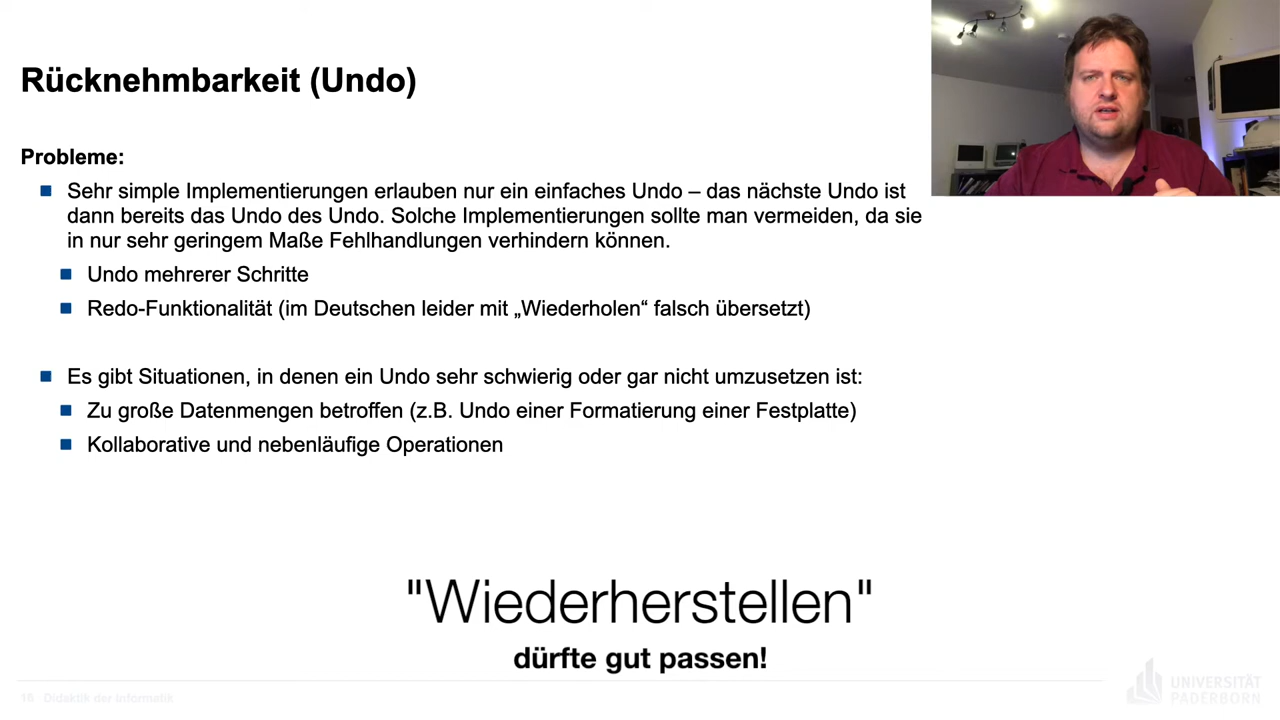 Rücknehmbarkeit (Undo)
Probleme:
Sehr simple Implementierungen erlauben nur ein einfaches Undo – das nächste Undo ist
dann bereits das Undo des Undo. Solche Implementierungen sollte man vermeiden, da sie
in nur sehr geringem Maße Fehlhandlungen verhindern können.
Undo mehrerer Schritte
Redo-Funktionalität (im Deutschen leider mit „Wiederholen“ falsch übersetzt)
Es gibt Situationen, in denen ein Undo sehr schwierig oder gar nicht umzusetzen ist:
Zu große Datenmengen betroffen (z.B. Undo einer Formatierung einer Festplatte)
Kollaborative und nebenläufige Operationen
"Wiederherstellen"
dürfte gut passen!
16 Didaktik der Informatik
UNIVERSITÄT
PADERBORN